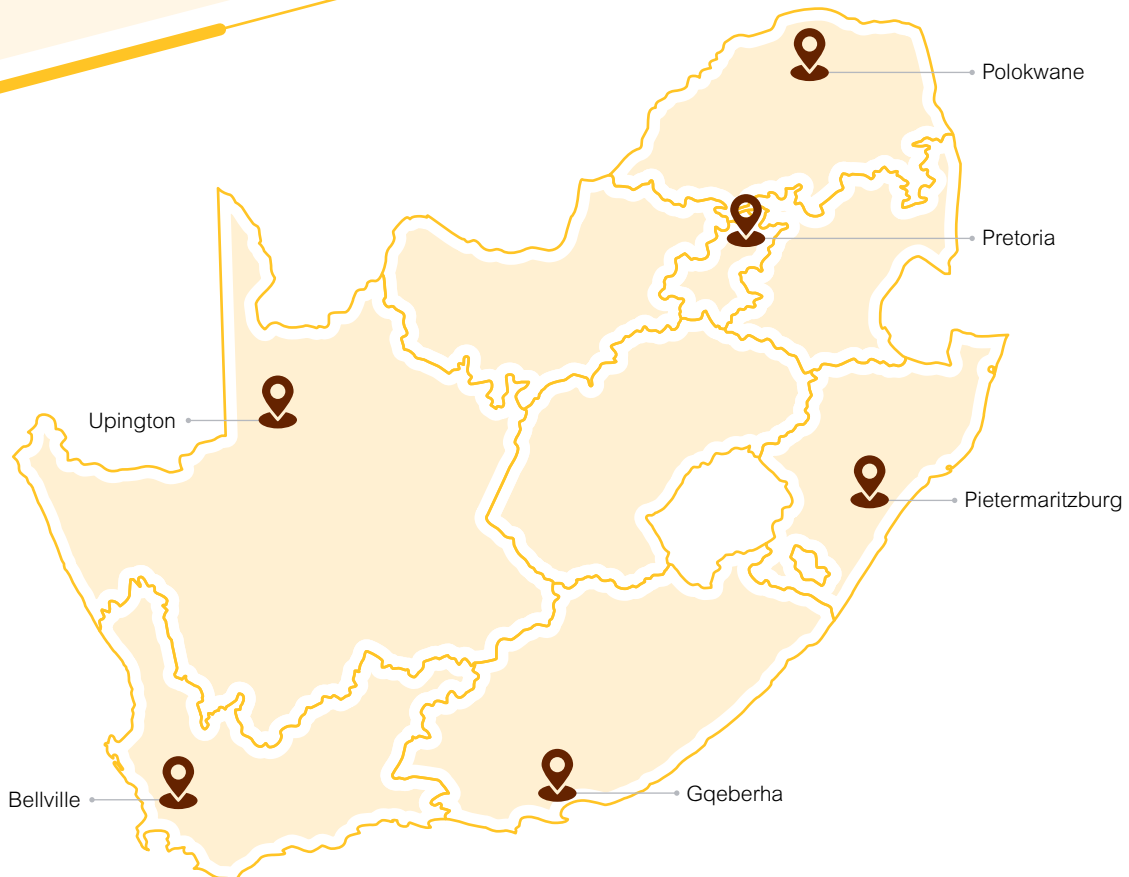 Polokwane
Pretoria
Upington
Pietermaritzburg
Gqeberha
Bellville